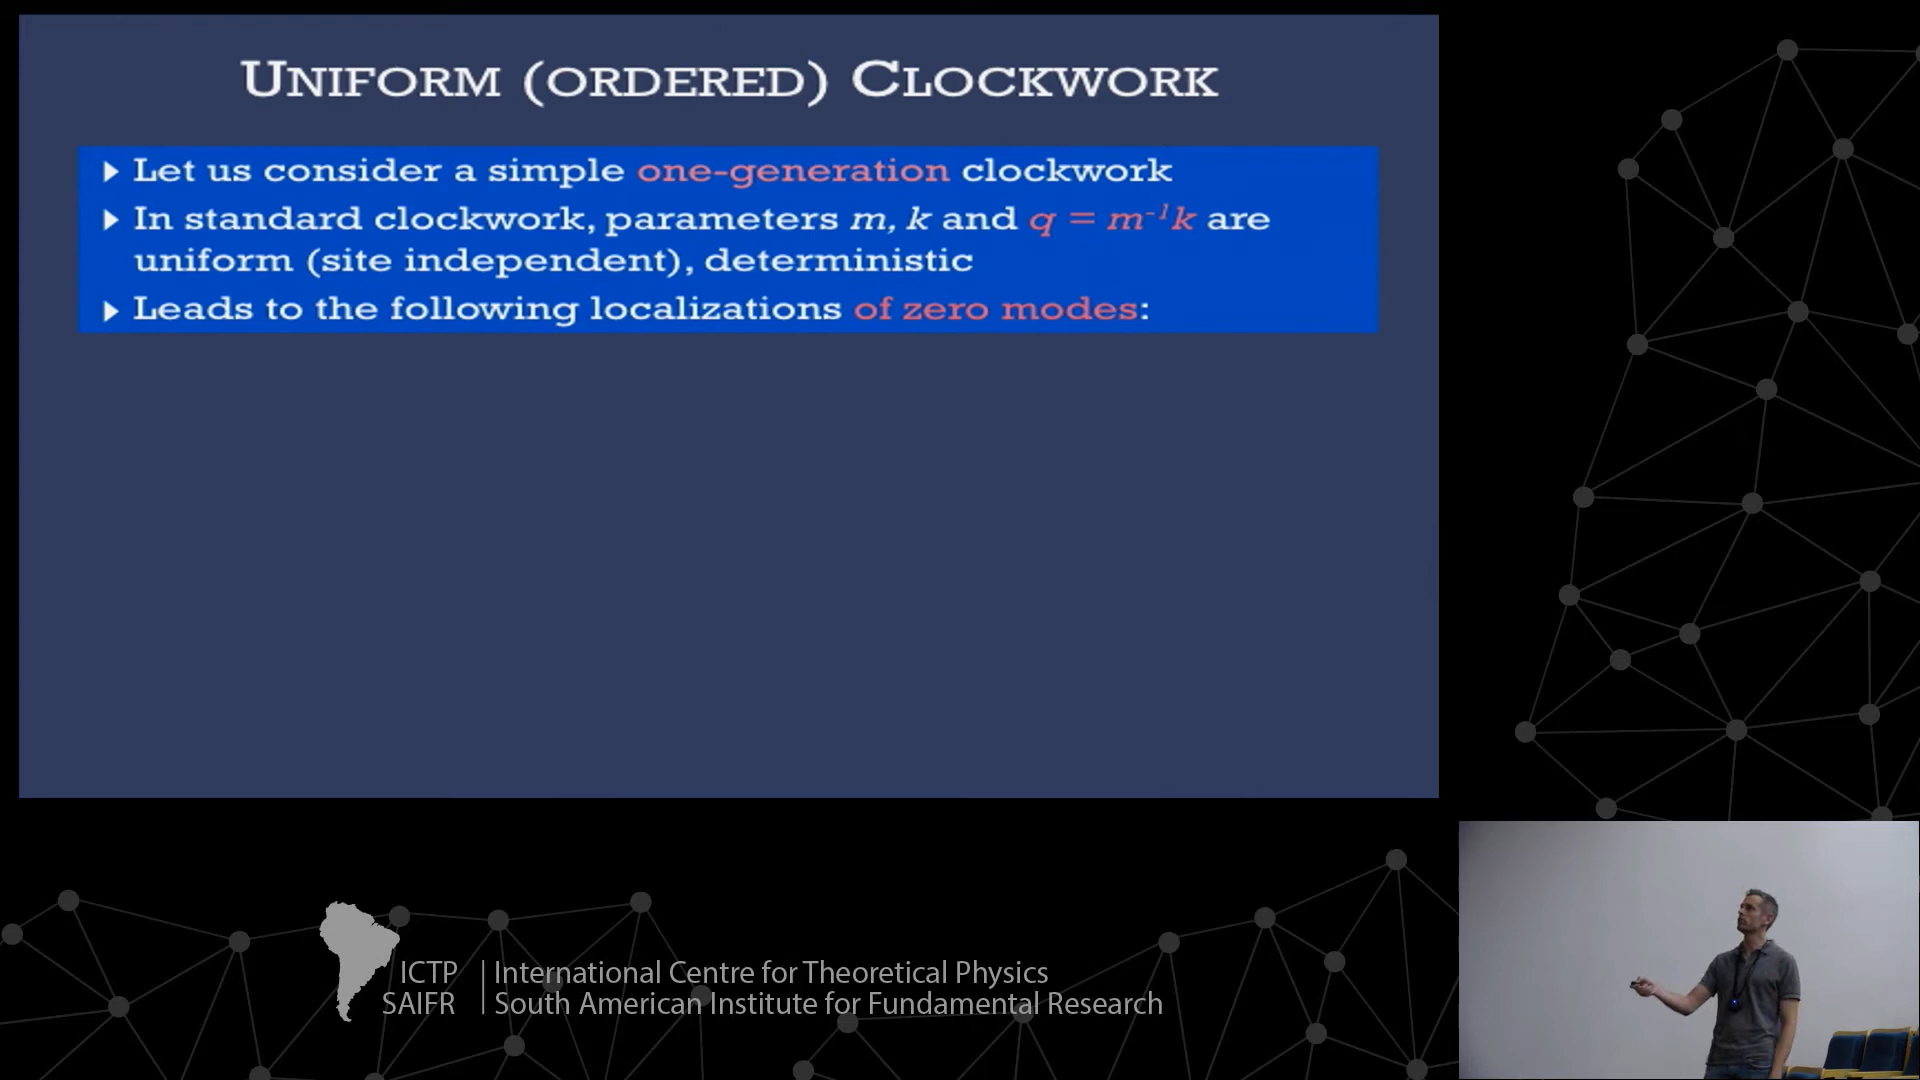 UNIFORM (ORDERED) CLOCKWORK
Let us consider a simple one-generation clockwork
In standard clockwork, parameters m, k and q = m⁻¹k are
uniform (site independent), deterministic
Leads to the following localizations of zero modes:
ICTP
SAIFR
International Centre for Theoretical Physics
South American Institute for Fundamental Research